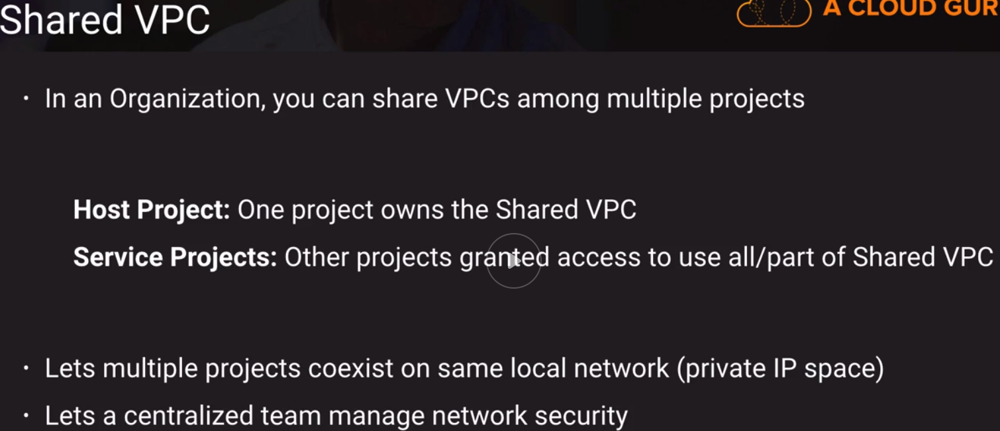 Shared VPC
A CLOUD GUR
· In an Organization, you can share VPCs among multiple projects
Host Project: One project owns the Shared VPC
Service Projects: Other projects granted access to use all/part of Shared VPC
· Lets multiple projects coexist on same local network (private IP space)
· Lets a centralized team manage network security